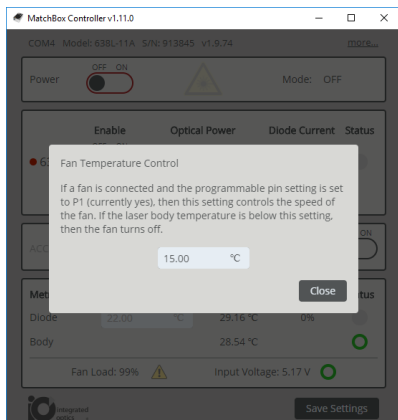 MatchBox Controller v1.11.0
COM4 Model: 638L-11A S/N: 913845 v1.9.74 more...
OFF ON
Power Mode: OFF
Enable Optical Power Diode Current Status
OFF ON
Fan Temperature Control
If a fan is connected and the programmable pin setting is set
to P1 (currently yes), then this setting controls the speed of
the fan. If the laser body temperature is below this setting,
then the fan turns off.
15.00 °C
ON
Close
Diode 22.00 °C 29.16 °C 0%
Body 28.54 °C
Fan Load: 99% Input Voltage: 5.17 V
integrated
optics
Save Settings